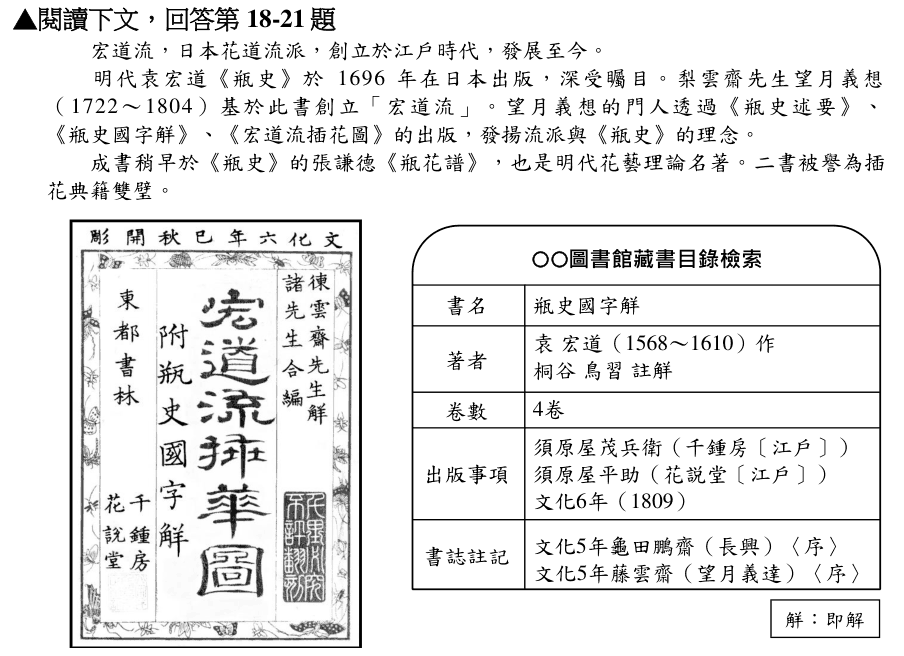 ▲閱讀下文，回答第 18-21 題
宏道流，日本花道流派，創立於江戶時代，發展至今。
明代袁宏道《瓶史》於 1696 年在日本出版，深受矚目。梨雲齋先生望月義想
（1722～1804）基於此書創立「宏道流」。望月義想的門人透過《瓶史述要》、
《瓶史國字解》、《宏道流插花圖》的出版，發揚流派與《瓶史》的理念。
成書稍早於《瓶史》的張謙德《瓶花譜》，也是明代花藝理論名著。二書被譽為插
花典籍雙璧。
彫開秋巳年六化文
徠雲齋先生觧
諸先生合編
宏道流挿華圖
附瓶史國字觧
東都書林
千鍾房
花説堂
○○圖書館藏書目錄檢索
書名 瓶史國字解
著者 袁 宏道（1568～1610）作
桐谷 鳥習 註解
卷數 4卷
出版事項 須原屋茂兵衛（千鍾房〔江戶〕）
須原屋平助（花說堂〔江戶〕）
文化6年（1809）
書誌註記 文化5年龜田鵬齋（長興）〈序〉
文化5年藤雲齋（望月義達）〈序〉
觧：即解